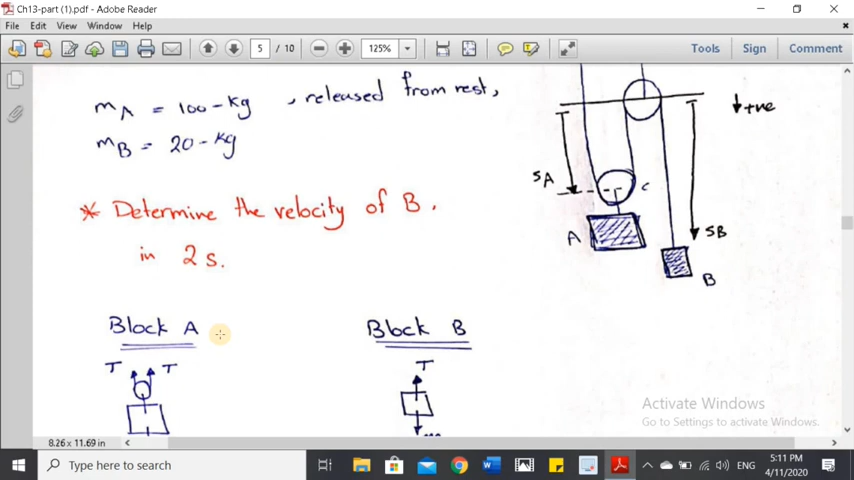 Ch13-part (1).pdf - Adobe Reader
File Edit View Window Help
5 / 10 125% Tools Sign Comment
mA = 100-kg , released from rest,
mB = 20-kg
* Determine the velocity of B.
in 2 s.
↓+ve
SA
C
A
SB
B
Block A
Block B
T T
T
Activate Windows
Go to Settings to activate Windows.
8.26 x 11.69 in
Type here to search
ENG
5:11 PM
4/11/2020